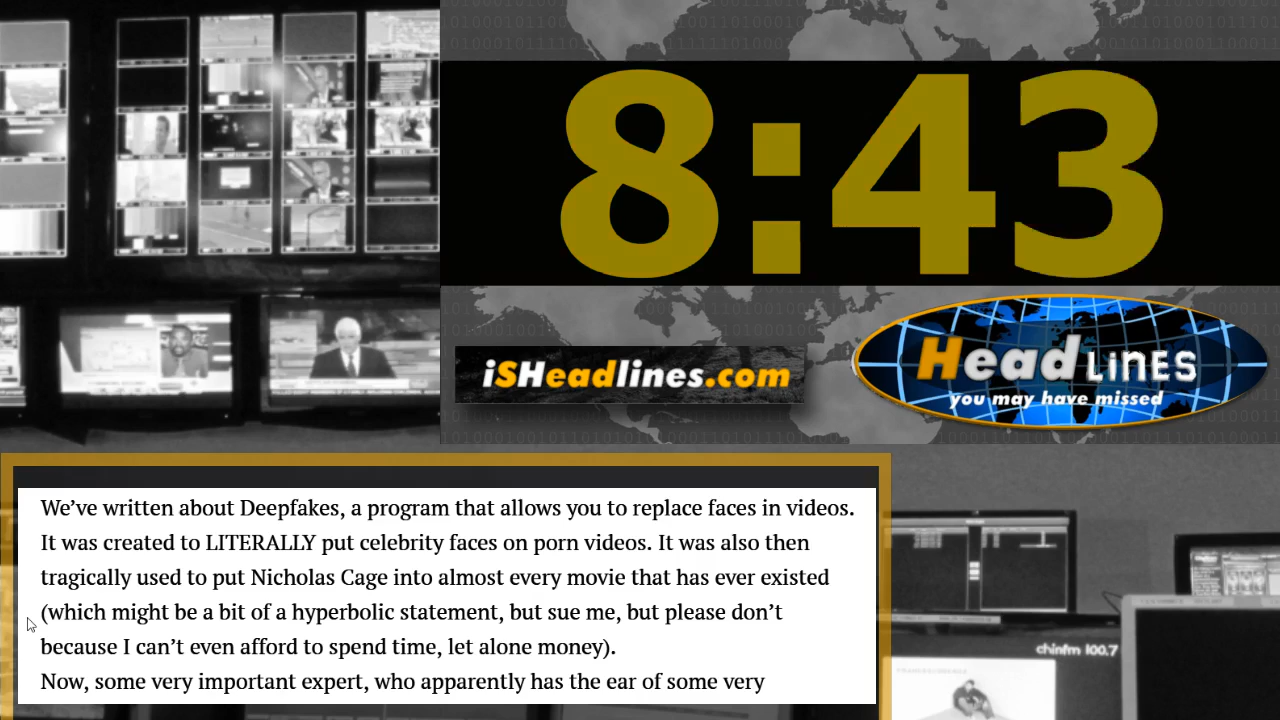 8:43
iSHeadlines.com
HeadLINES
you may have missed
We’ve written about Deepfakes, a program that allows you to replace faces in videos.
It was created to LITERALLY put celebrity faces on porn videos. It was also then
tragically used to put Nicholas Cage into almost every movie that has ever existed
(which might be a bit of a hyperbolic statement, but sue me, but please don’t
because I can’t even afford to spend time, let alone money).
Now, some very important expert, who apparently has the ear of some very
chinfm 100.7